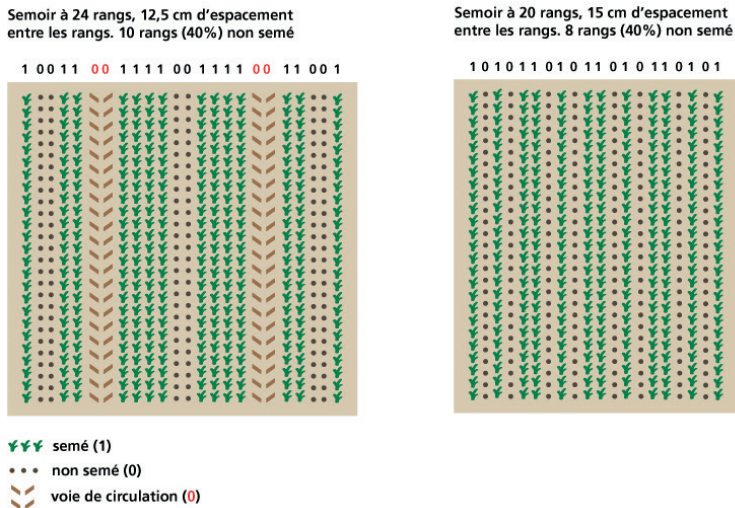 Semoir à 24 rangs, 12,5 cm d’espacement
entre les rangs. 10 rangs (40%) non semé
1 0 0 1 1 0 0 1 1 1 1 0 0 1 1 1 1 0 0 1 1 0 0 1
Semoir à 20 rangs, 15 cm d’espacement
entre les rangs. 8 rangs (40%) non semé
1 0 1 0 1 1 0 1 0 1 1 0 1 0 1 1 0 1 0 1
semé (1)
non semé (0)
voie de circulation (0)